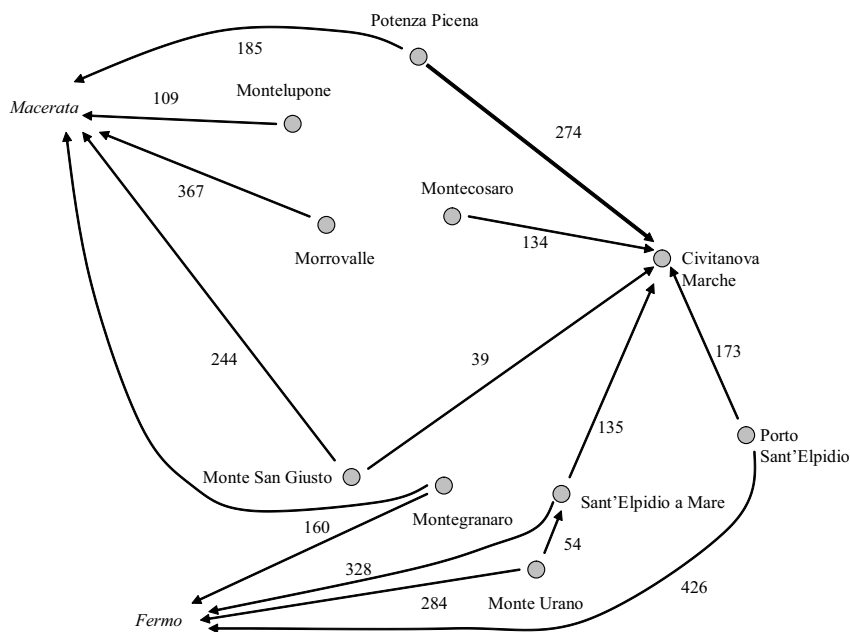 Potenza Picena
185
Macerata
109
Montelupone
274
367
Montecosaro
134
Morrovalle
Civitanova
Marche
244
39
173
135
Porto
Sant'Elpidio
Monte San Giusto
Sant'Elpidio a Mare
Montegranaro
160
54
328
426
284
Monte Urano
Fermo